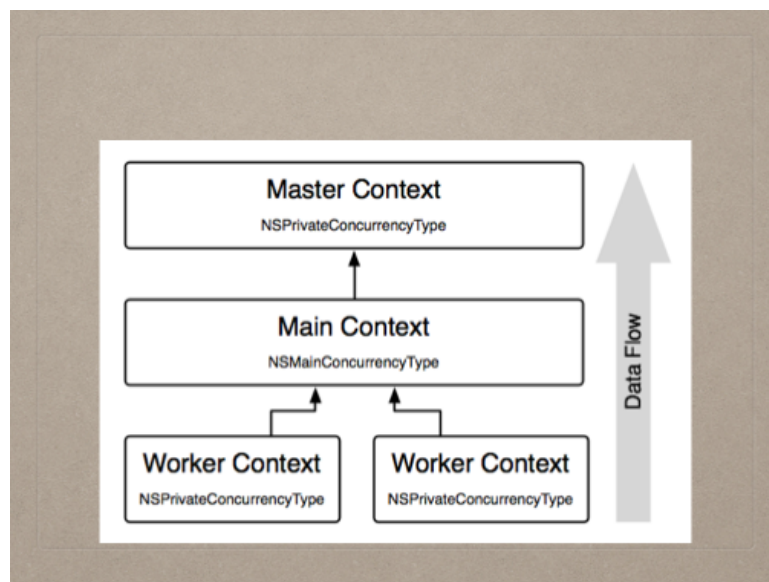 Master Context
NSPrivateConcurrencyType
Main Context
NSMainConcurrencyType
Worker Context
NSPrivateConcurrencyType
Worker Context
NSPrivateConcurrencyType
Data Flow